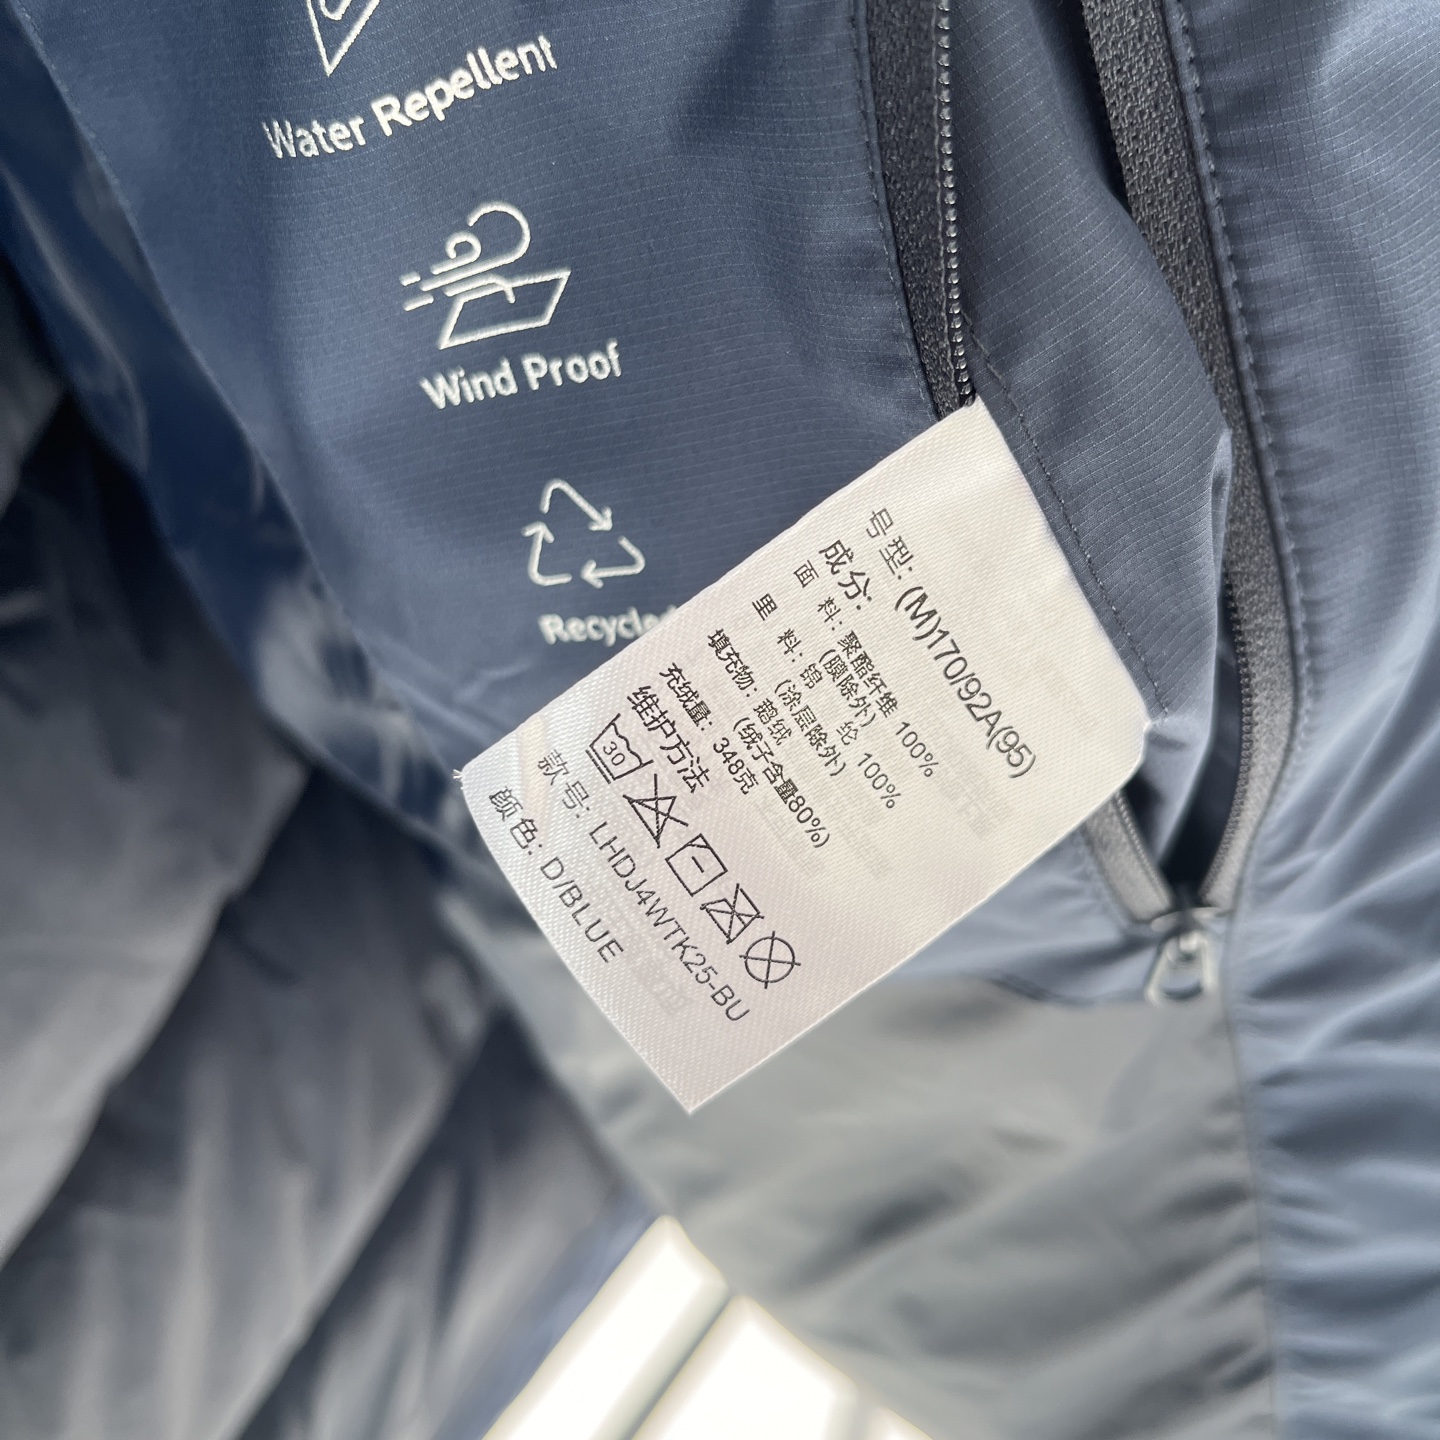 Water Repellent
Wind Proof
Recycled
号型: (M)170/92A(95)
成分:
面 料: 聚酯纤维 100%
(膜除外)
里 料: 锦 纶 100%
(涂层除外)
填充物: 鹅绒
(绒子含量80%)
充绒量: 348克
维护方法
30
款号: LHDJ4WTK25-BU
颜色: D/BLUE